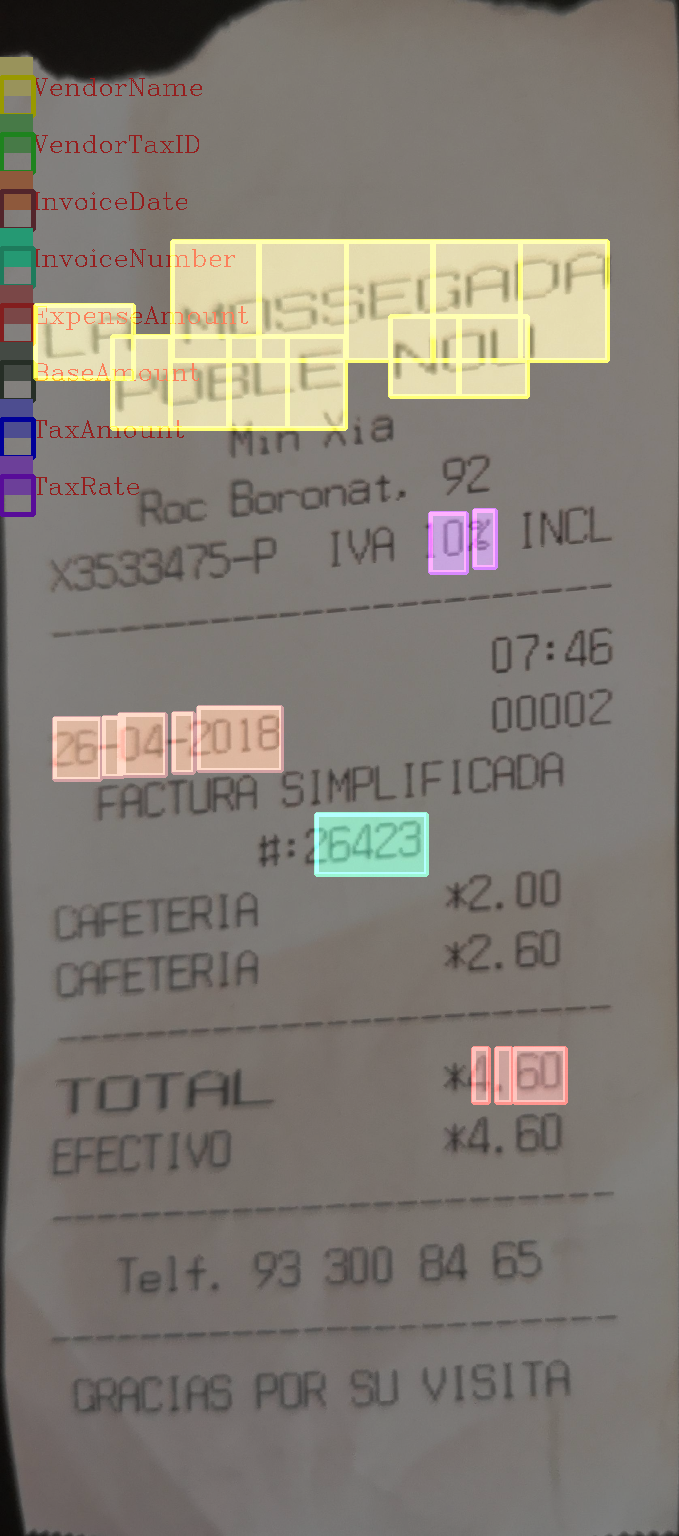 VendorName
VendorTaxID
InvoiceDate
InvoiceNumber
ExpenseAmount
BaseAmount
TaxAmount
TaxRate
LA MOSSEGADA
POBLE NOU
Min Xia
Roc Boronat, 92
X3533475-P IVA 10% INCL
07:46
26-04-2018 00002
FACTURA SIMPLIFICADA
#:26423
CAFETERIA *2.00
CAFETERIA *2.60
TOTAL *4.60
EFECTIVO *4.60
Telf. 93 300 84 65
GRACIAS POR SU VISITA